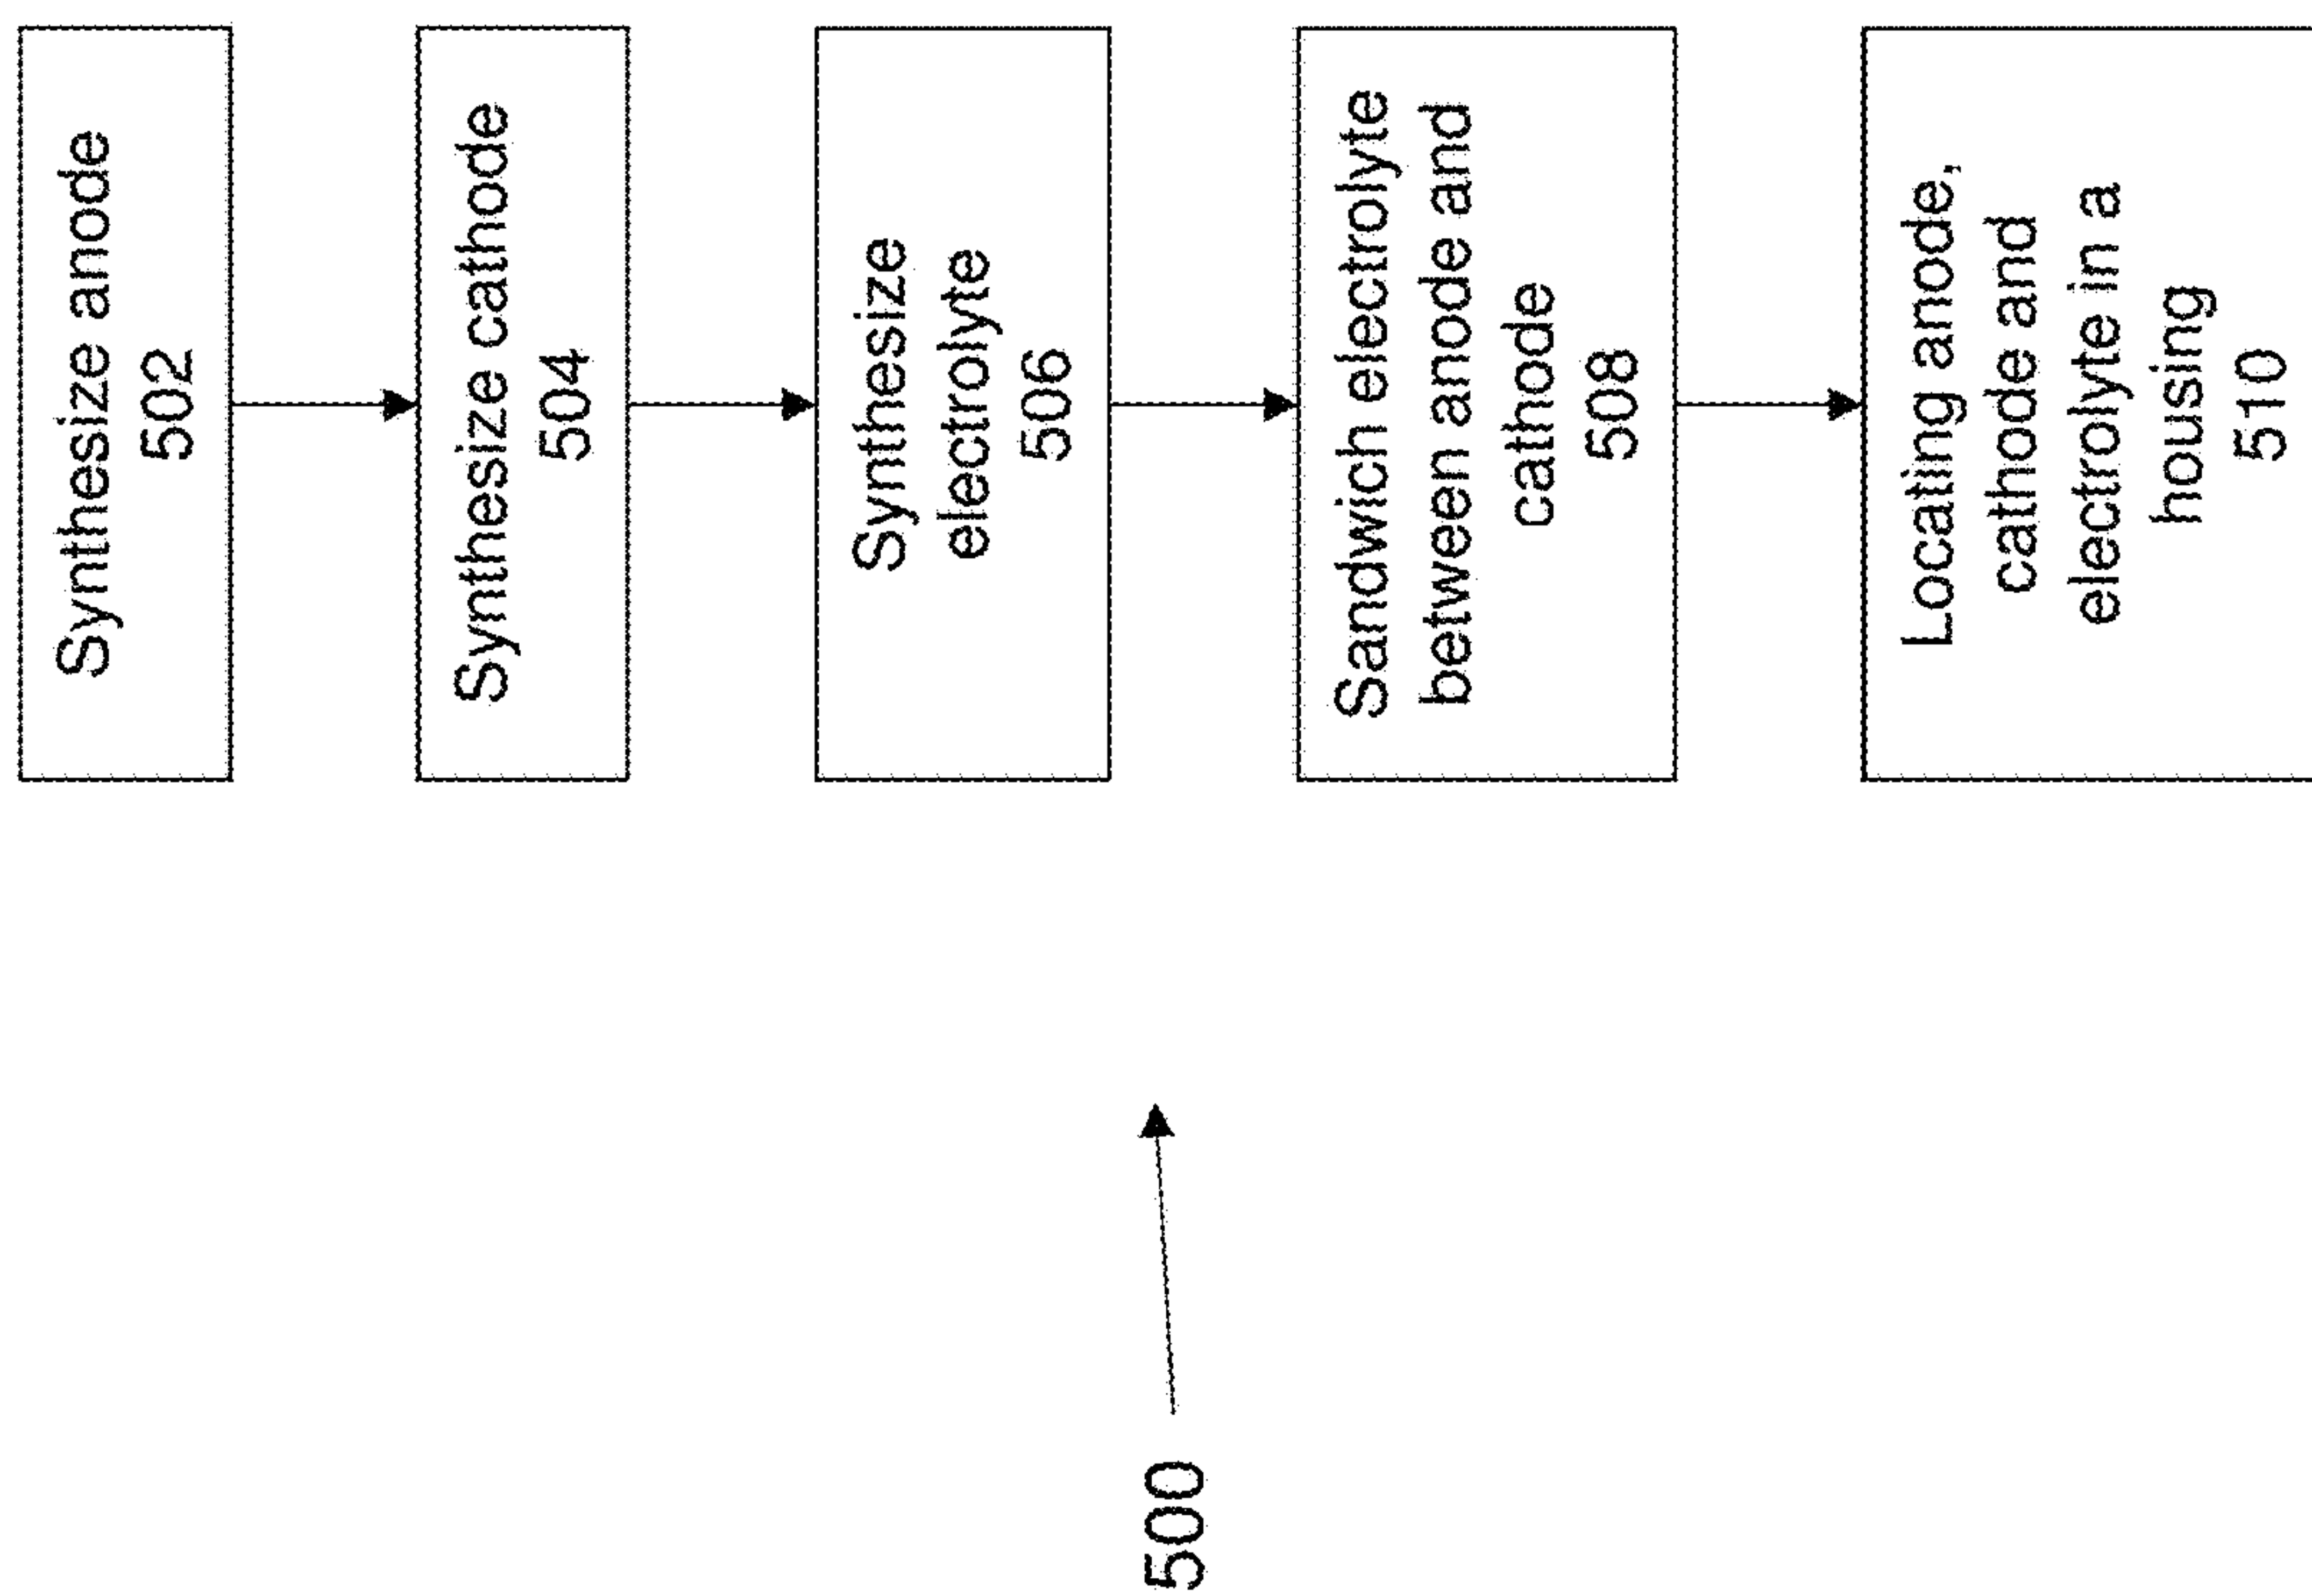 Synthesize anode
502
Synthesize cathode
504
Synthesize
electrolyte
506
Sandwich electrolyte
between anode and
cathode
508
Locating anode,
cathode and
electrolyte in a
housing
510
500